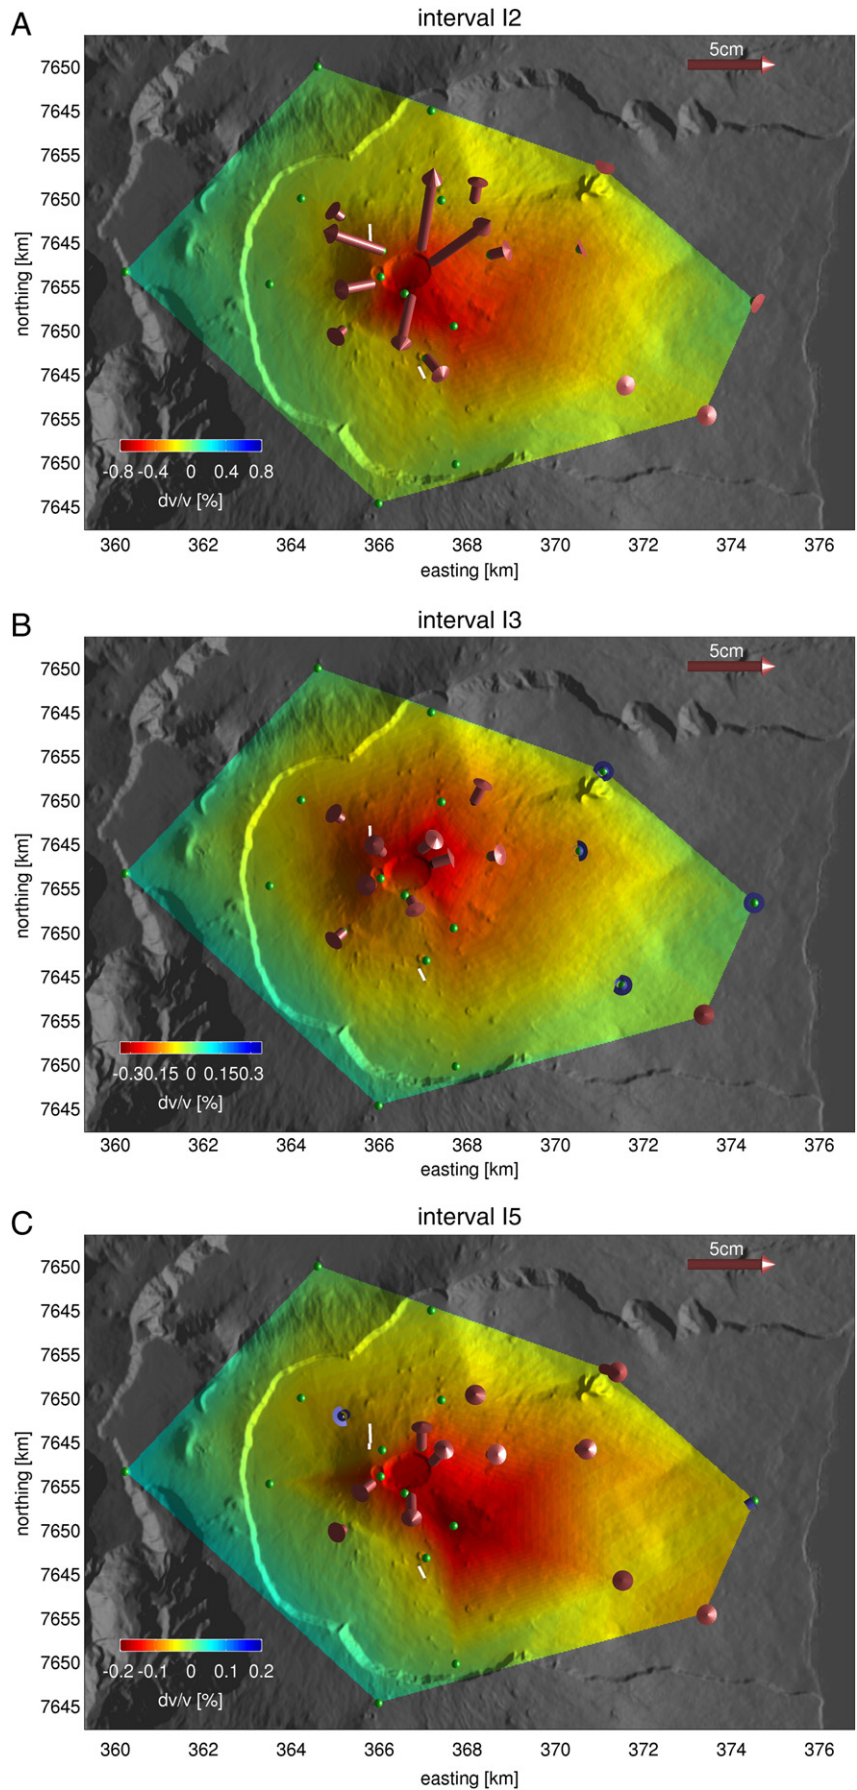 A
interval I2
5cm
7650
7645
7655
7650
7645
7655
7650
7645
7655
7650
7645
northing [km]
-0.8 -0.4 0 0.4 0.8
dv/v [%]
360 362 364 366 368 370 372 374 376
easting [km]
B
interval I3
5cm
7650
7645
7655
7650
7645
7655
7650
7645
7655
7650
7645
northing [km]
-0.30.15 0 0.150.3
dv/v [%]
360 362 364 366 368 370 372 374 376
easting [km]
C
interval I5
5cm
7650
7645
7655
7650
7645
7655
7650
7645
7655
7650
7645
northing [km]
-0.2 -0.1 0 0.1 0.2
dv/v [%]
360 362 364 366 368 370 372 374 376
easting [km]